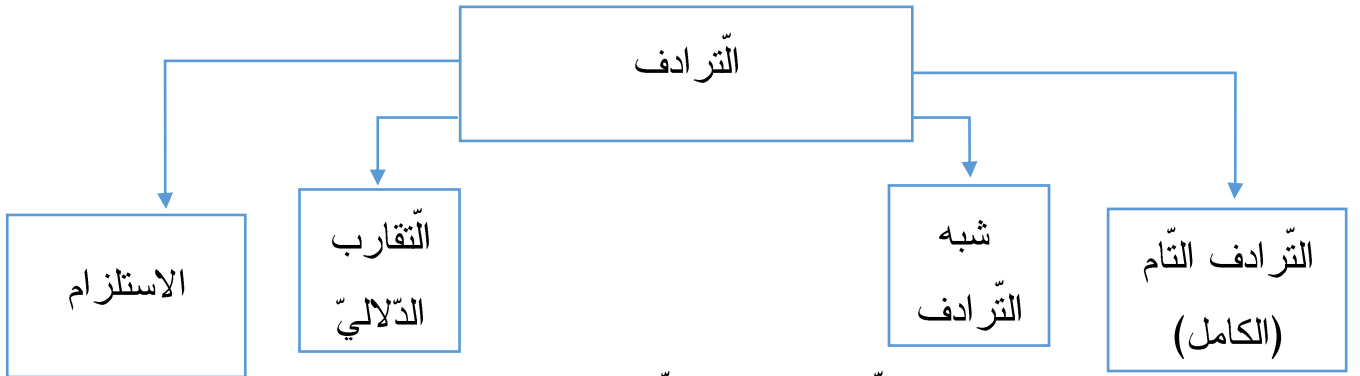 التّرادف
التّرادف التّام
(الكامل)
شبه
التّرادف
التّقارب
الدّلاليّ
الاستلزام